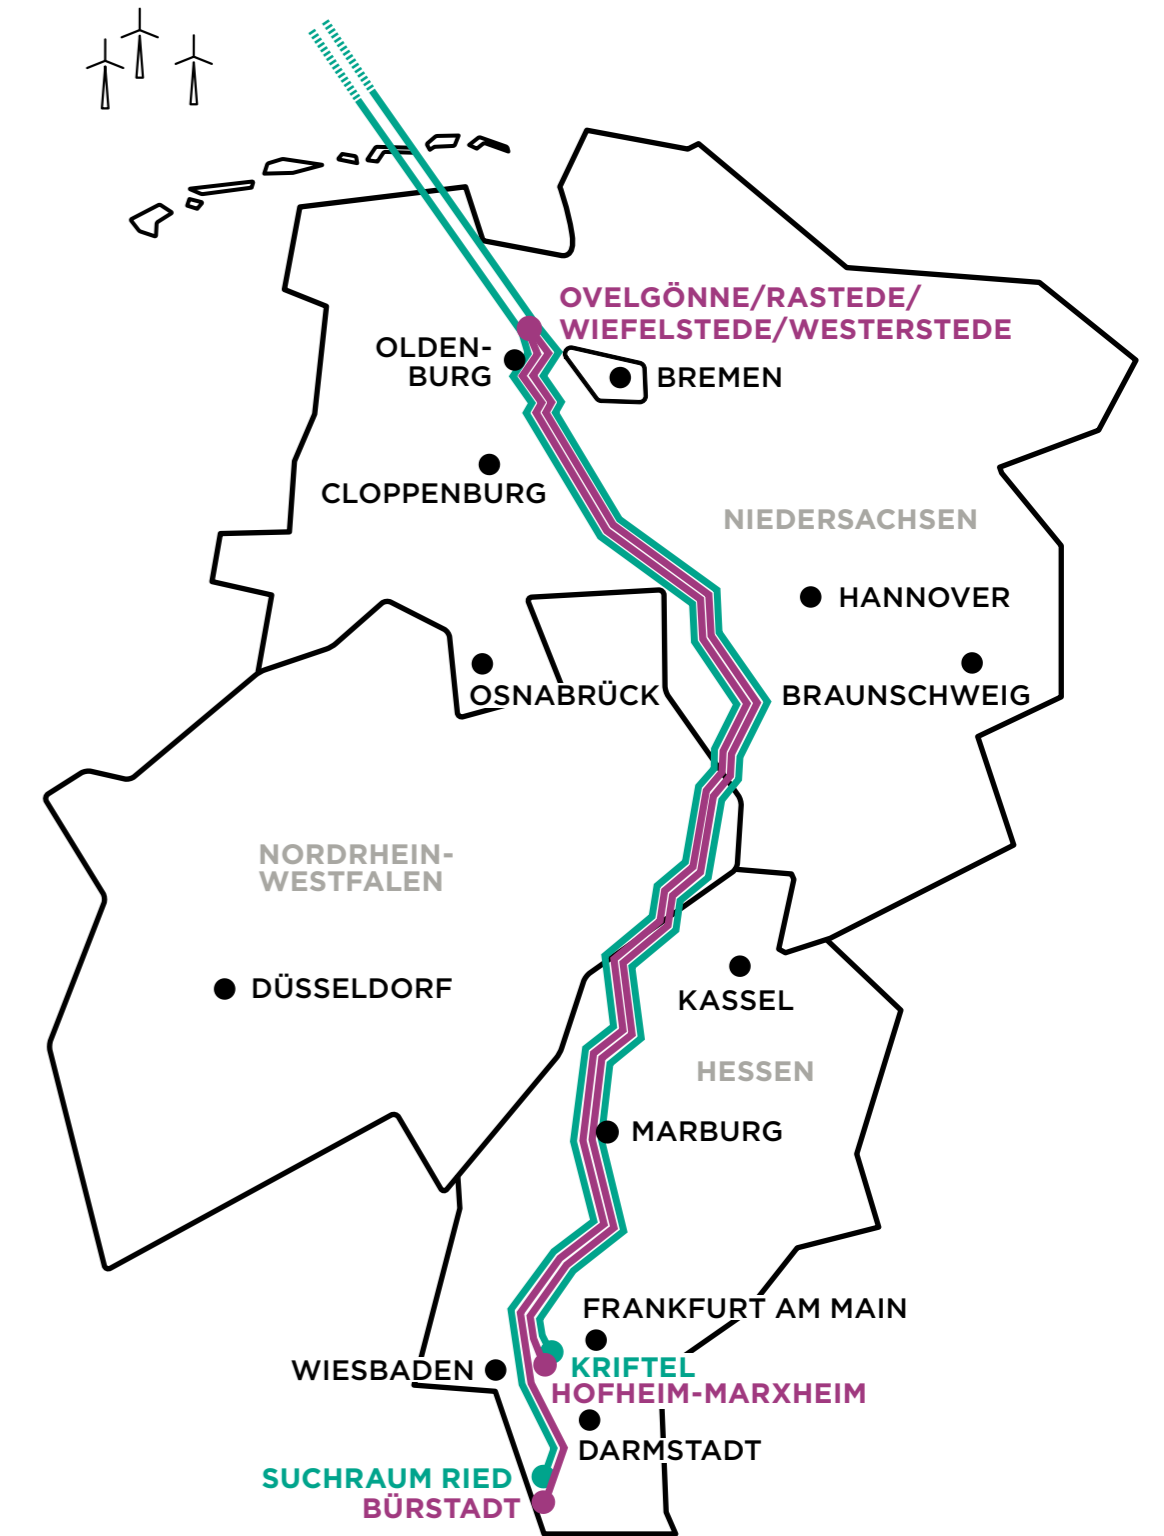 OVELGÖNNE/RASTEDE/
WIEFELSTEDE/WESTERSTEDE
OLDEN-
BURG
BREMEN
CLOPPENBURG
NIEDERSACHSEN
HANNOVER
OSNABRÜCK
BRAUNSCHWEIG
NORDRHEIN-
WESTFALEN
DÜSSELDORF
KASSEL
HESSEN
MARBURG
FRANKFURT AM MAIN
WIESBADEN
KRIFTEL
HOFHEIM-MARXHEIM
DARMSTADT
SUCHRAUM RIED
BÜRSTADT